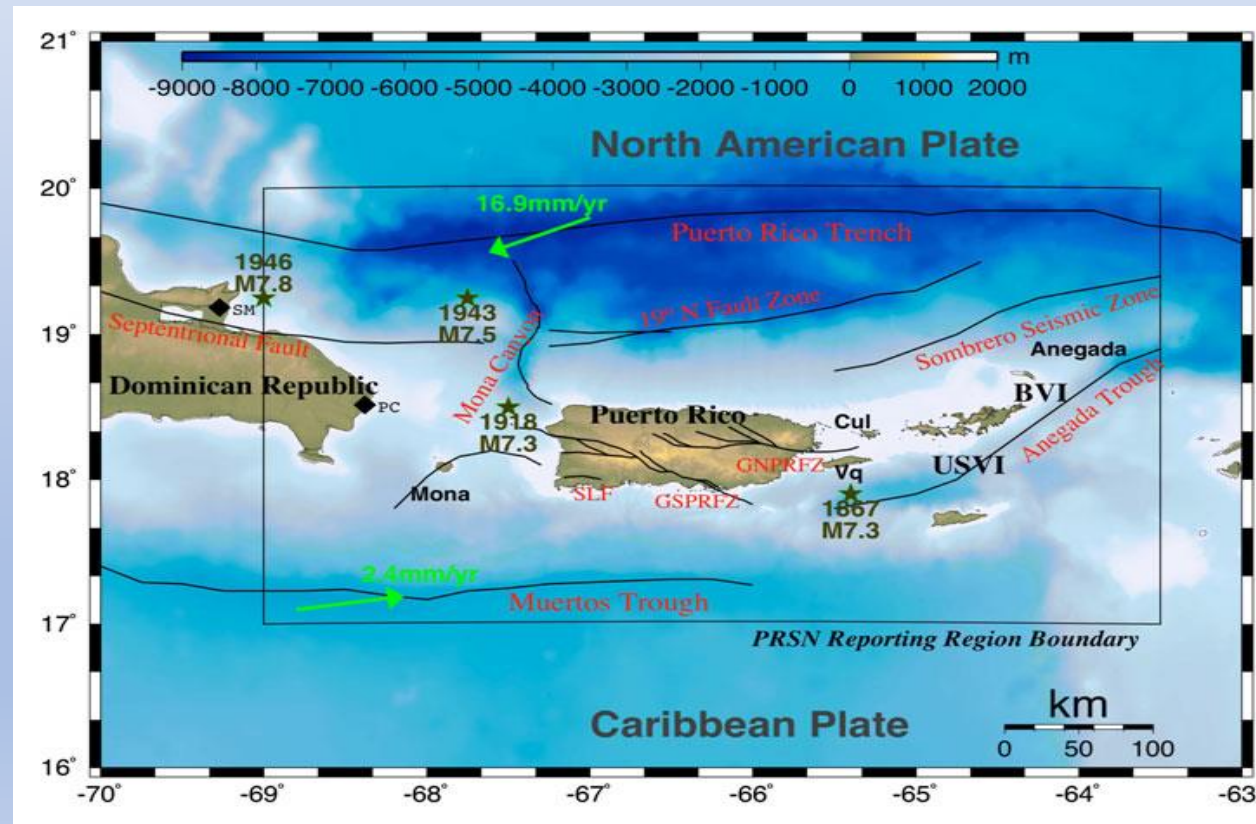 21°
m
-9000 -8000 -7000 -6000 -5000 -4000 -3000 -2000 -1000 0 1000 2000
North American Plate
20°
16.9mm/yr
Puerto Rico Trench
1946
M7.8
SM
1943
M7.5
19° N Fault Zone
Sombrero Seismic Zone
19°
Septentrional Fault
Mona Canyon
Anegada
Anegada Trough
Dominican Republic
PC
BVI
Puerto Rico
Cul
1918
M7.3
GNPRFZ
USVI
18°
Mona
SLF
GSPRFZ
Vq
1867
M7.3
2.4mm/yr
Muertos Trough
17°
PRSN Reporting Region Boundary
km
Caribbean Plate
0 50 100
16°
-70° -69° -68° -67° -66° -65° -64° -63